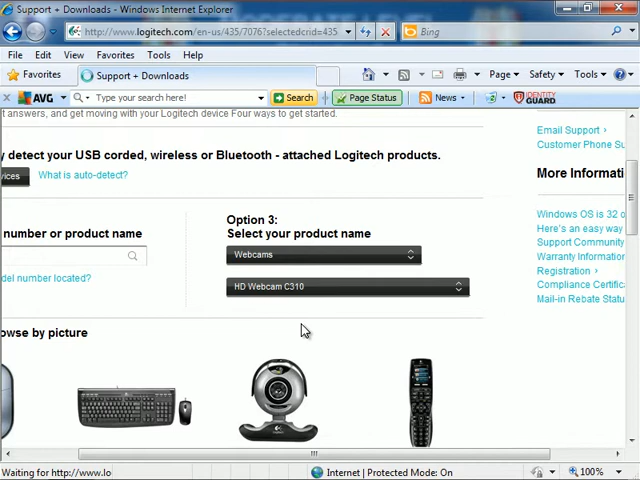 Support + Downloads - Windows Internet Explorer
http://www.logitech.com/en-us/435/7076?selectedcrid=435
Bing
File Edit View Favorites Tools Help
Favorites Support + Downloads Page Safety Tools
x AVG Type your search here! Search Page Status News IDENTITY GUARD
t answers, and get moving with your Logitech device Four ways to get started.
Email Support ›
Customer Phone Su
y detect your USB corded, wireless or Bluetooth - attached Logitech products.
vices What is auto-detect?
More Informati
Option 3:
Windows OS is 32 o
number or product name Select your product name
Here's an easy way
Support Community
Webcams
Warranty Information
Registration ›
del number located?
HD Webcam C310
Compliance Certific
Mail-in Rebate Statu
owse by picture
Waiting for http://www.lo Internet | Protected Mode: On 100%